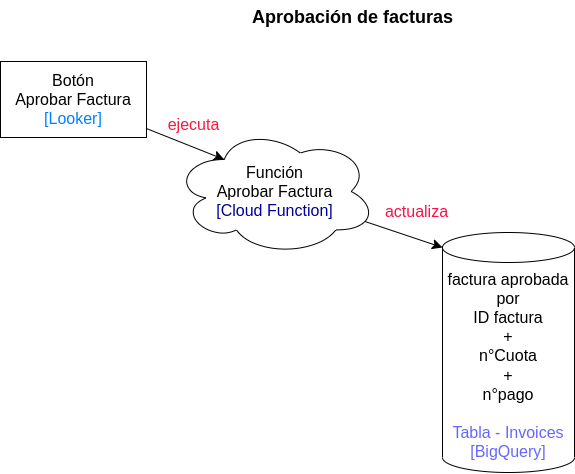 Aprobación de facturas
Botón
Aprobar Factura
[Looker]
ejecuta
Función
Aprobar Factura
[Cloud Function]
actualiza
factura aprobada
por
ID factura
+
n°Cuota
+
n°pago
Tabla - Invoices
[BigQuery]